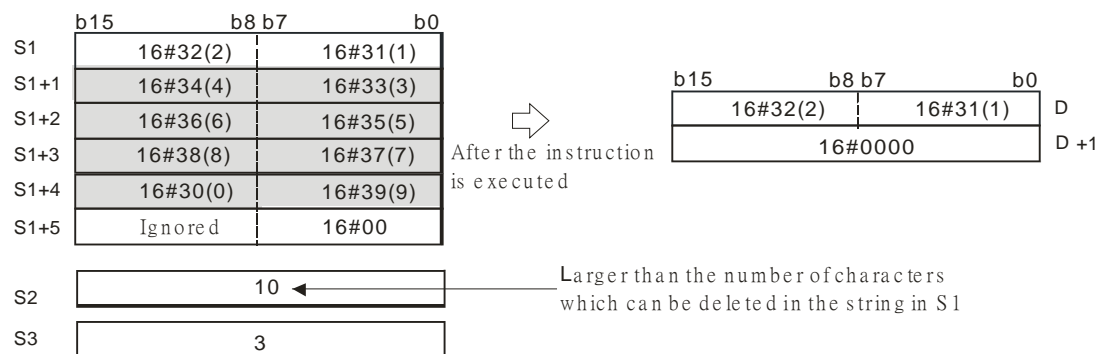 b15 b8 b7 b0
S1 16#32(2) 16#31(1)
S1+1 16#34(4) 16#33(3)
S1+2 16#36(6) 16#35(5)
S1+3 16#38(8) 16#37(7)
S1+4 16#30(0) 16#39(9)
S1+5 Ignored 16#00
After the instruction
is executed
b15 b8 b7 b0
16#32(2) 16#31(1) D
16#0000 D +1
S2 10
Larger than the number of characters
which can be deleted in the string in S1
S3 3